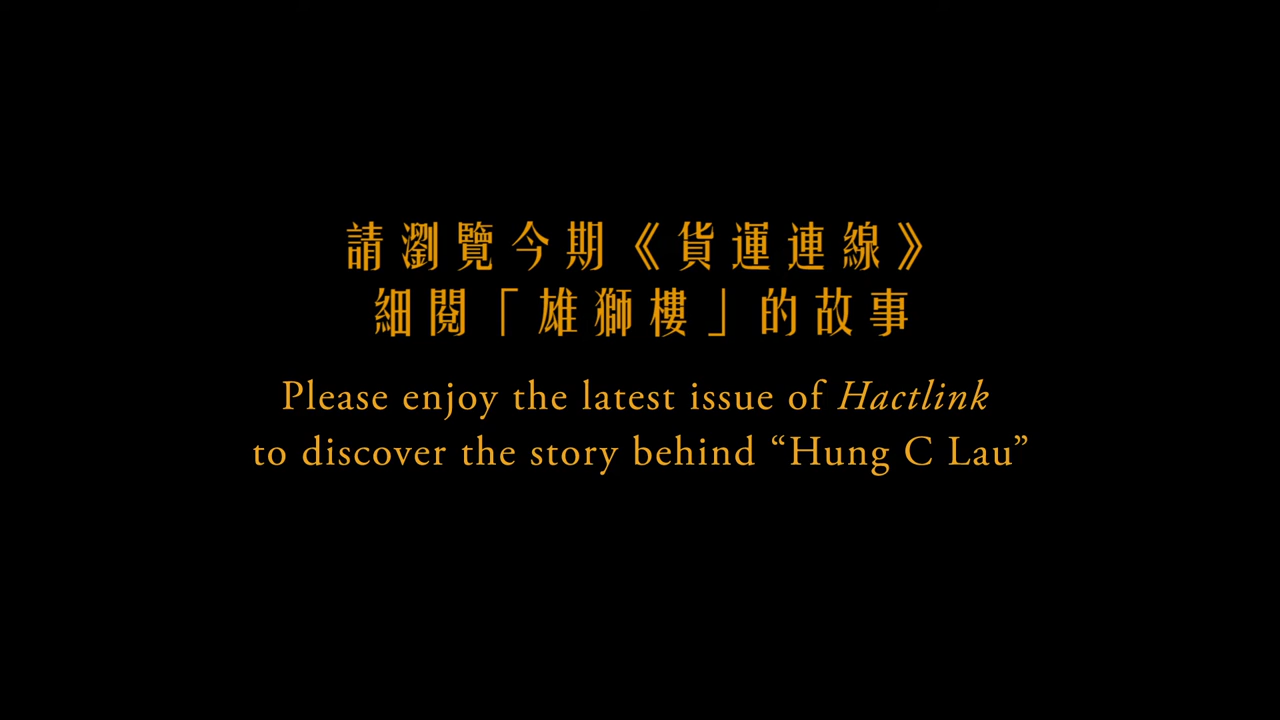 請瀏覽今期《貨運連線》
細閱「雄獅樓」的故事
Please enjoy the latest issue of Hactlink
to discover the story behind “Hung C Lau”